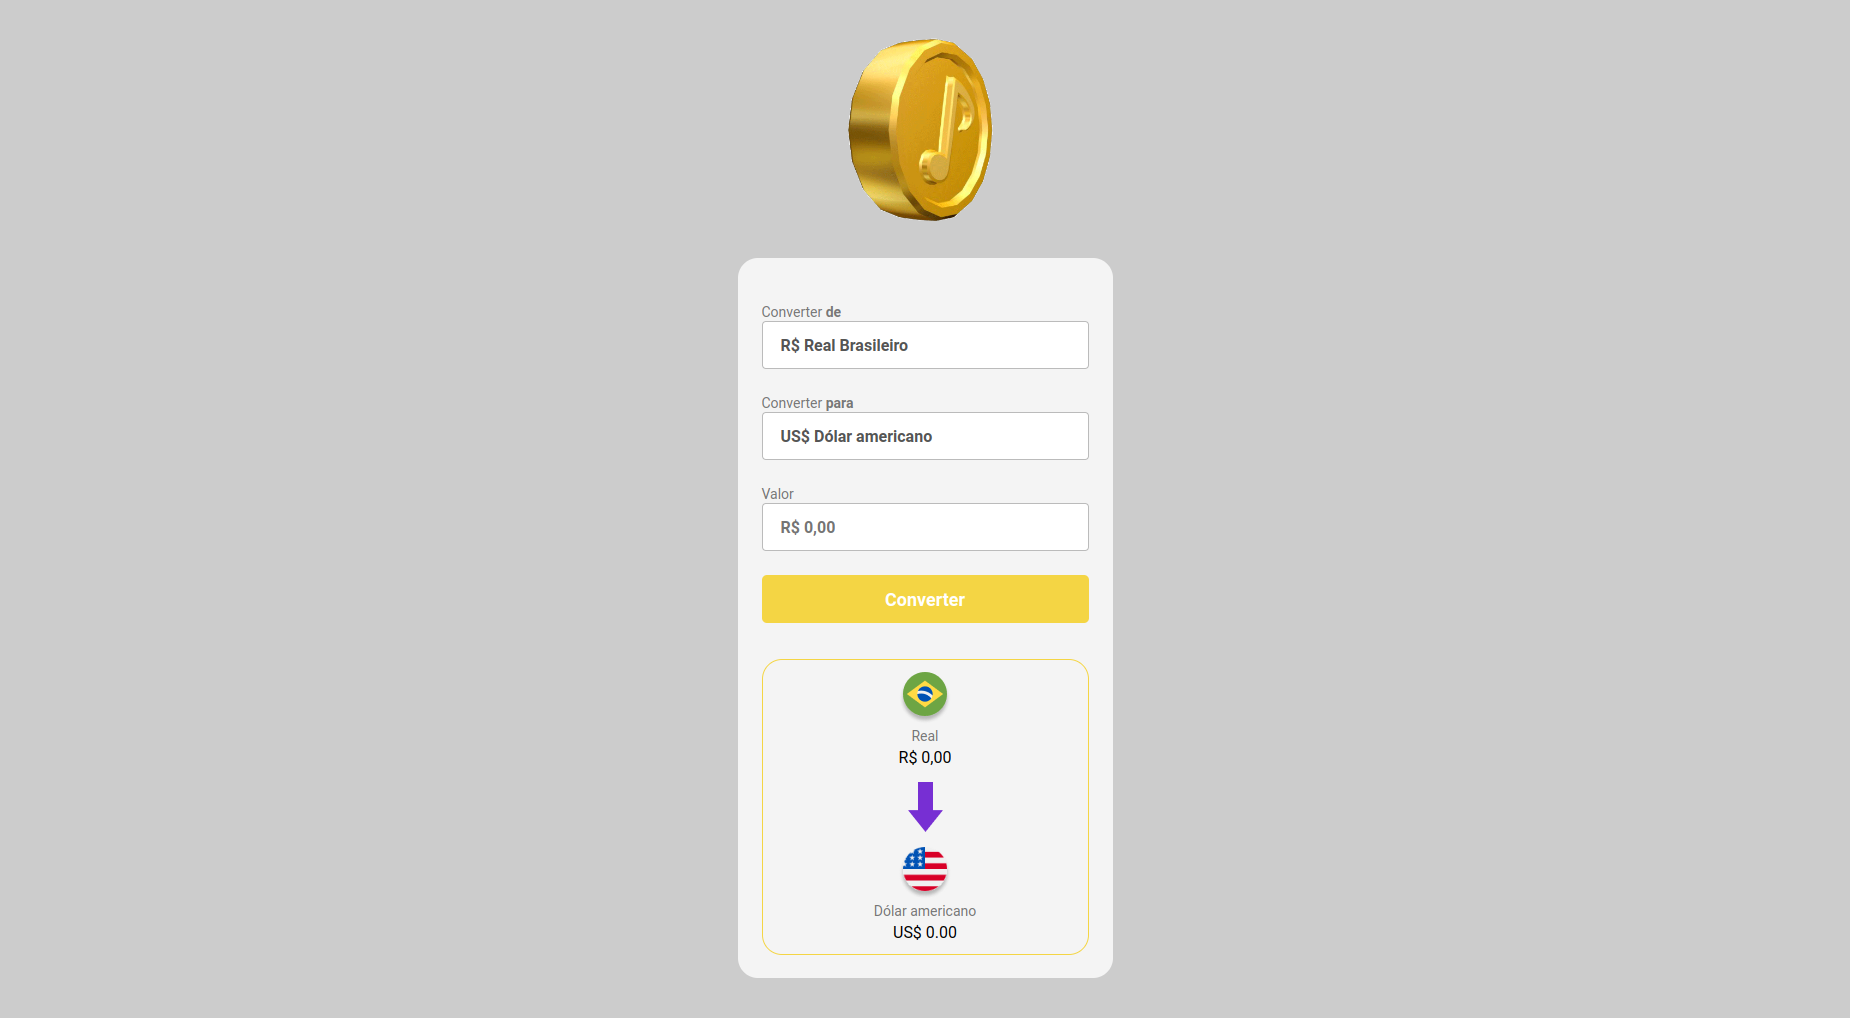 Converter de
R$ Real Brasileiro
Converter para
US$ Dólar americano
Valor
R$ 0,00
Converter
Real
R$ 0,00
Dólar americano
US$ 0.00